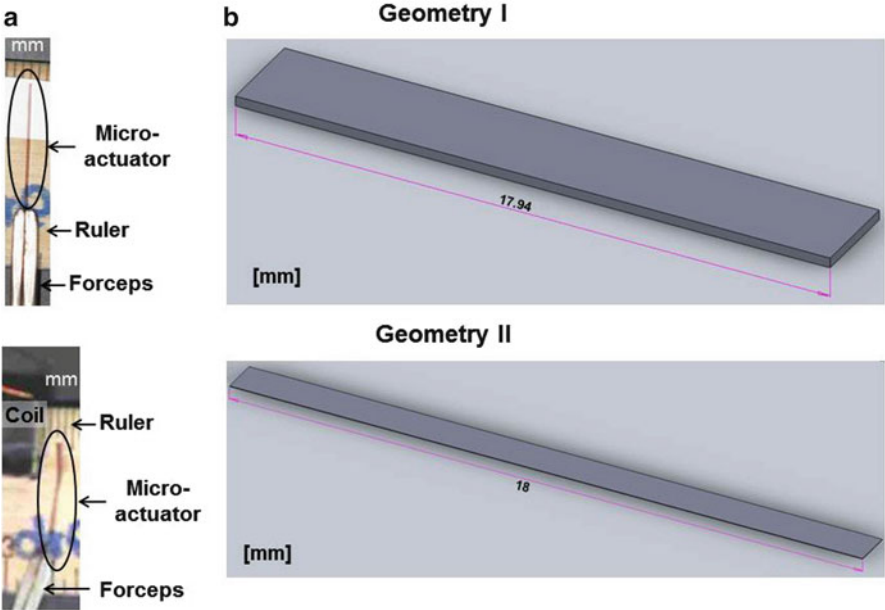 a
mm
Micro-
actuator
Ruler
Forceps
b
Geometry I
17.94
[mm]
mm
Coil
Ruler
Micro-
actuator
Forceps
Geometry II
18
[mm]